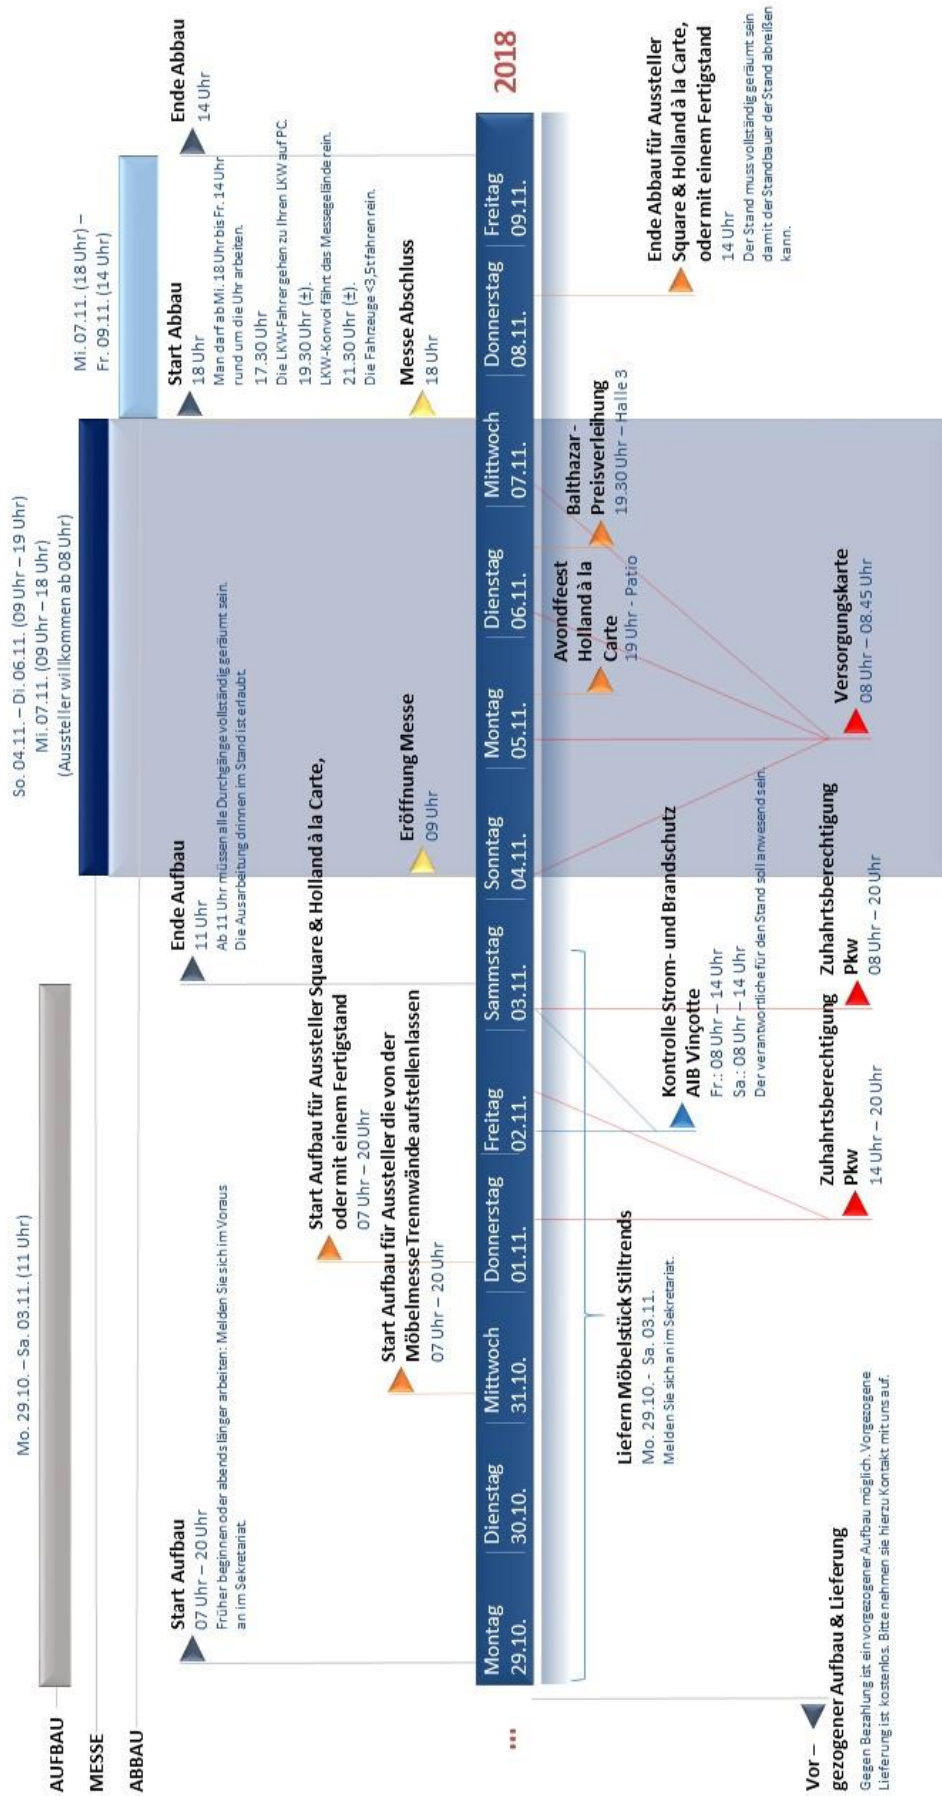 Mo. 29.10. – Sa. 03.11. (11 Uhr)
So. 04.11. – Di. 06.11. (09 Uhr – 19 Uhr)
Mi. 07.11. (09 Uhr – 18 Uhr)
(Aussteller willkommen ab 08 Uhr)
Mi. 07.11. (18 Uhr) –
Fr. 09.11. (14 Uhr)
AUFBAU
MESSE
ABBAU
Start Aufbau
07 Uhr – 20 Uhr
Früher beginnen oder abends länger arbeiten: Melden Sie sich im Voraus
an im Sekretariat.
Ende Aufbau
11 Uhr
Ab 11 Uhr müssen alle Durchgänge vollständig geräumt sein.
Die Ausarbeitung drinnen im Stand ist erlaubt.
Start Abbau
18 Uhr
Man darf ab Mi. 18 Uhr bis Fr. 14 Uhr
rund um die Uhr arbeiten.
17.30 Uhr
Die LKW-Fahrer gehen zu Ihren LKW auf PC.
19.30 Uhr (±).
LKW-Konvoi fährt das Messegelände rein.
21.30 Uhr (±).
Die Fahrzeuge <3,5t fahren rein.
Ende Abbau
14 Uhr
Start Aufbau für Aussteller Square & Holland à la Carte,
oder mit einem Fertigstand
07 Uhr – 20 Uhr
Start Aufbau für Aussteller die von der
Möbelmesse Trennwände aufstellen lassen
07 Uhr – 20 Uhr
Eröffnung Messe
09 Uhr
Messe Abschluss
18 Uhr
...
Montag
29.10.
Dienstag
30.10.
Mittwoch
31.10.
Donnerstag
01.11.
Freitag
02.11.
Sammstag
03.11.
Sonntag
04.11.
Montag
05.11.
Dienstag
06.11.
Mittwoch
07.11.
Donnerstag
08.11.
Freitag
09.11.
2018
Avondfeest
Holland à la
Carte
19 Uhr - Patio
Balthazar -
Preisverleihung
19.30 Uhr – Halle 3
Ende Abbau für Aussteller
Square & Holland à la Carte,
oder mit einem Fertigstand
14 Uhr
Der Stand muss vollständig geräumt sein
damit der Standbauer der Stand abreißen
kann.
Liefern Möbelstück Stiltrends
Mo. 29.10. - Sa. 03.11.
Melden Sie sich an im Sekretariat.
Kontrolle Strom- und Brandschutz
AIB Vinçotte
Fr.: 08 Uhr – 14 Uhr
Sa.: 08 Uhr – 14 Uhr
Der verantwortliche für den Stand soll anwesend sein.
Vor –
gezogener Aufbau & Lieferung
Gegen Bezahlung ist ein vorgezogener Aufbau möglich. Vorgezogene
Lieferung ist kostenlos. Bitte nehmen sie hierzu Kontakt mit uns auf.
Zuhahrtsberechtigung
Pkw
14 Uhr – 20 Uhr
Zuhahrtsberechtigung
Pkw
08 Uhr – 20 Uhr
Versorgungskarte
08 Uhr – 08.45 Uhr